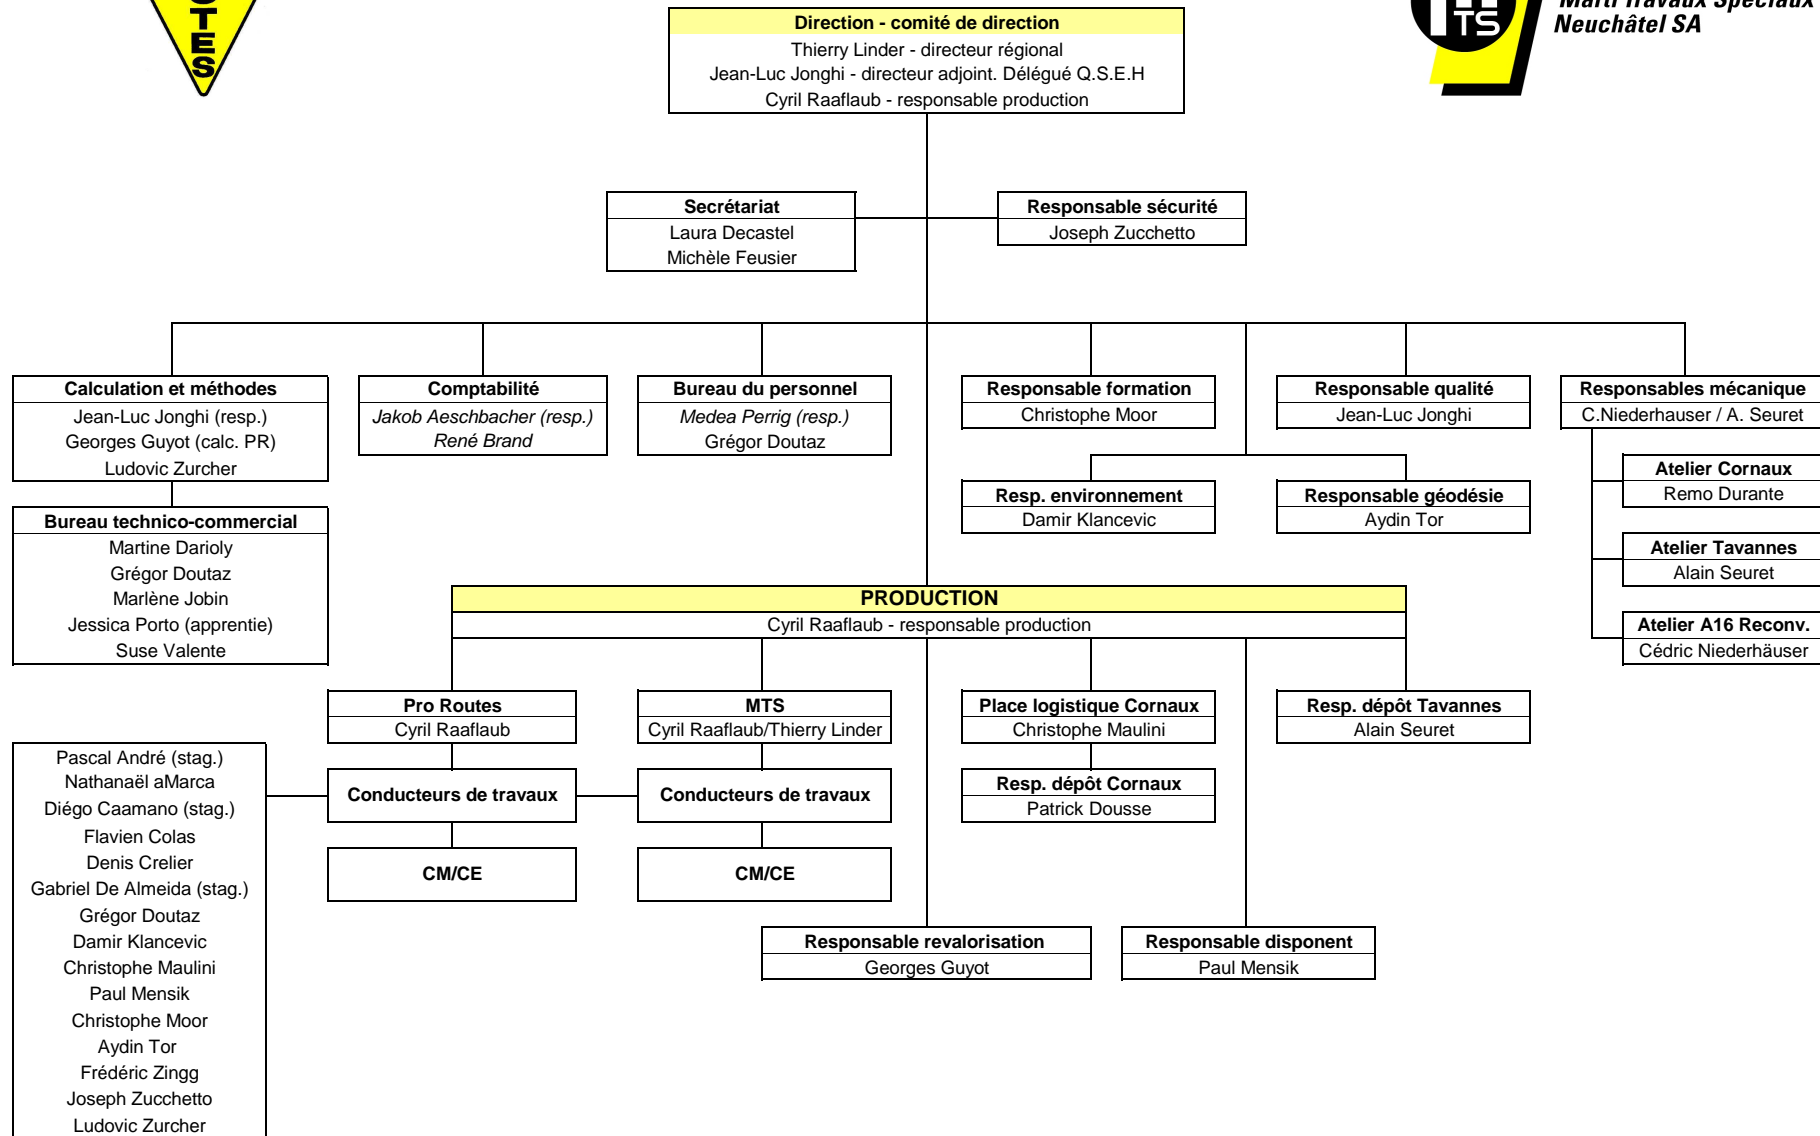 T
E
S
Direction - comité de direction
Thierry Linder - directeur régional
Jean-Luc Jonghi - directeur adjoint. Délégué Q.S.E.H
Cyril Raaflaub - responsable production
TS
Marti Travaux Spéciaux
Neuchâtel SA
Secrétariat
Laura Decastel
Michèle Feusier
Responsable sécurité
Joseph Zucchetto
Calculation et méthodes
Jean-Luc Jonghi (resp.)
Georges Guyot (calc. PR)
Ludovic Zurcher
Comptabilité
Jakob Aeschbacher (resp.)
René Brand
Bureau du personnel
Medea Perrig (resp.)
Grégor Doutaz
Responsable formation
Christophe Moor
Responsable qualité
Jean-Luc Jonghi
Responsables mécanique
C.Niederhauser / A. Seuret
Atelier Cornaux
Remo Durante
Resp. environnement
Damir Klancevic
Responsable géodésie
Aydin Tor
Bureau technico-commercial
Martine Darioly
Grégor Doutaz
Marlène Jobin
Jessica Porto (apprentie)
Suse Valente
Atelier Tavannes
Alain Seuret
Atelier A16 Reconv.
Cédric Niederhäuser
PRODUCTION
Cyril Raaflaub - responsable production
Pro Routes
Cyril Raaflaub
MTS
Cyril Raaflaub/Thierry Linder
Place logistique Cornaux
Christophe Maulini
Resp. dépôt Tavannes
Alain Seuret
Conducteurs de travaux
Conducteurs de travaux
Resp. dépôt Cornaux
Patrick Dousse
CM/CE
CM/CE
Responsable revalorisation
Georges Guyot
Responsable disponent
Paul Mensik
Pascal André (stag.)
Nathanaël aMarca
Diégo Caamano (stag.)
Flavien Colas
Denis Crelier
Gabriel De Almeida (stag.)
Grégor Doutaz
Damir Klancevic
Christophe Maulini
Paul Mensik
Christophe Moor
Aydin Tor
Frédéric Zingg
Joseph Zucchetto
Ludovic Zurcher